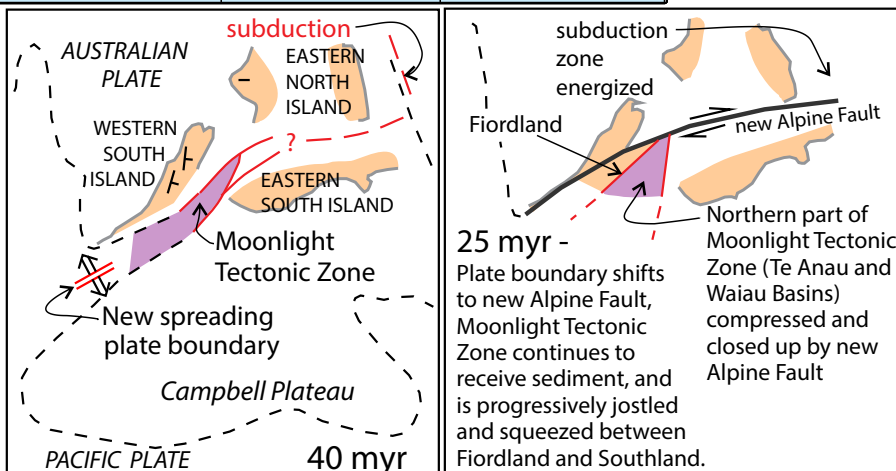 subduction
AUSTRALIAN
PLATE
EASTERN
NORTH
ISLAND
WESTERN
SOUTH
ISLAND
?
EASTERN
SOUTH ISLAND
Moonlight
Tectonic Zone
New spreading
plate boundary
Campbell Plateau
PACIFIC PLATE
40 myr
subduction
zone
energized
Fiordland
new Alpine Fault
25 myr -
Plate boundary shifts
to new Alpine Fault,
Moonlight Tectonic
Zone continues to
receive sediment, and
is progressively jostled
and squeezed between
Fiordland and Southland.
Northern part of
Moonlight Tectonic
Zone (Te Anau and
Waiau Basins)
compressed and
closed up by new
Alpine Fault